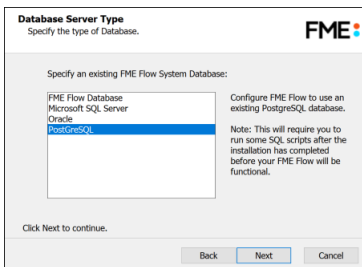 Database Server Type
Specify the type of Database.
FME
Specify an existing FME Flow System Database:
FME Flow Database
Microsoft SQL Server
Oracle
PostGreSQL
Configure FME Flow to use an
existing PostgreSQL database.
Note: This will require you to
run some SQL scripts after the
installation has completed
before your FME Flow will be
functional.
Click Next to continue.
Back
Next
Cancel